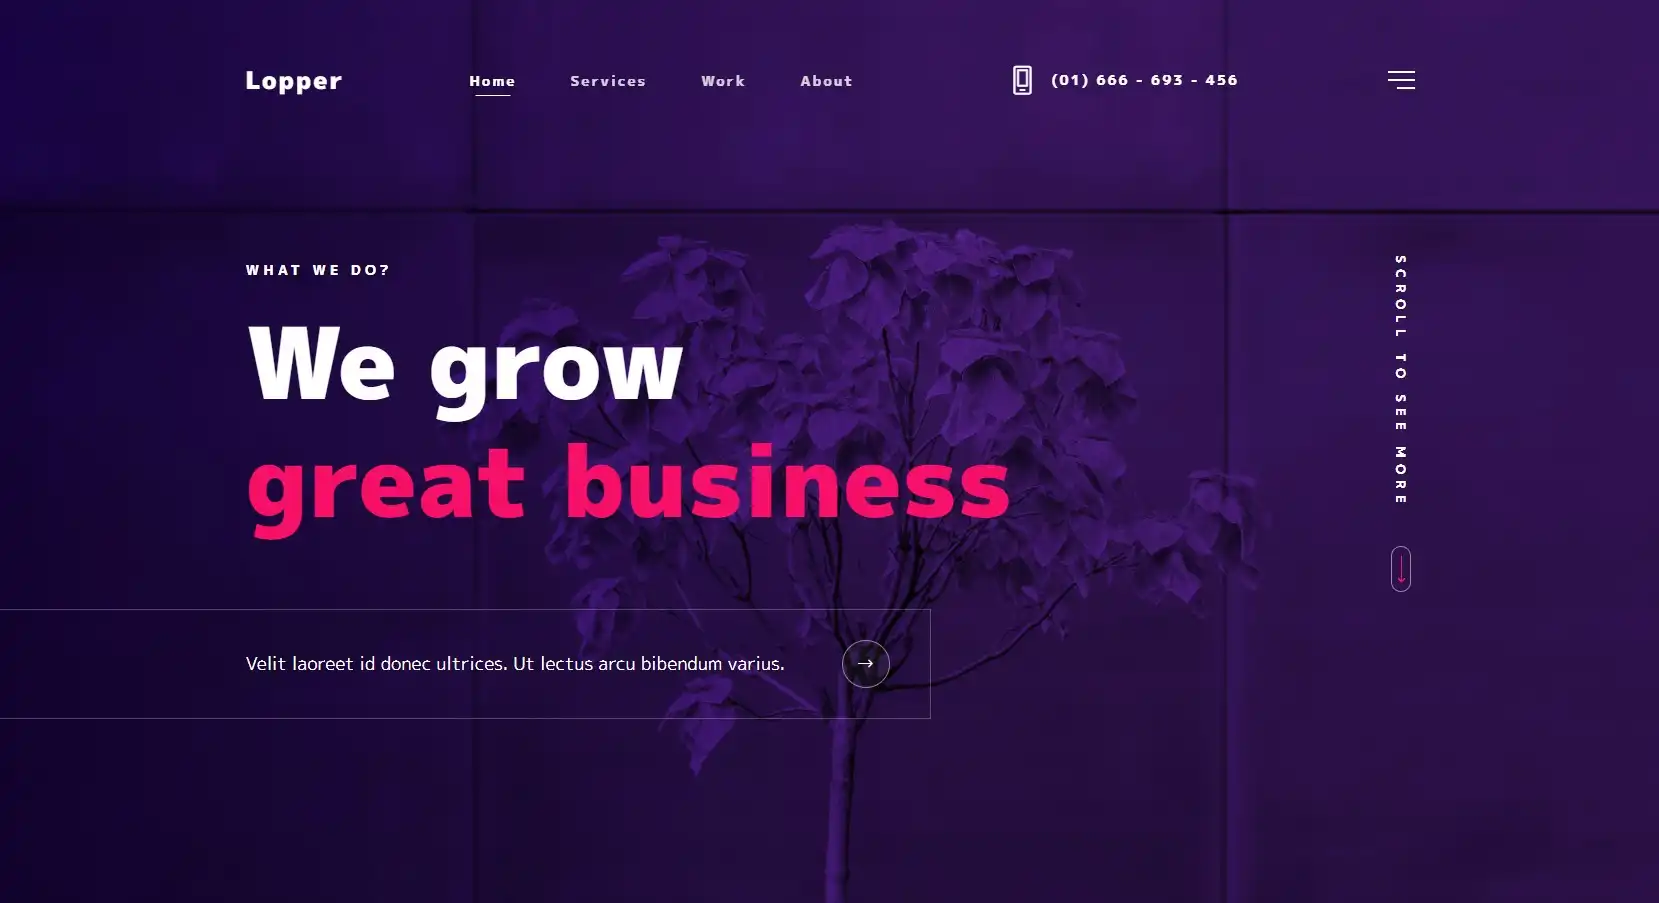 Lopper
Home
Services
Work
About
(01) 666 - 693 - 456
WHAT WE DO?
We grow
great business
SCROLL TO SEE MORE
Velit laoreet id donec ultrices. Ut lectus arcu bibendum varius.